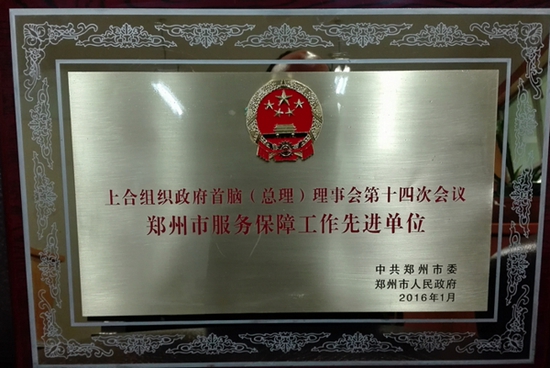 上合组织政府首脑（总理）理事会第十四次会议
郑州市服务保障工作先进单位
中共郑州市委
郑州市人民政府
2016年1月